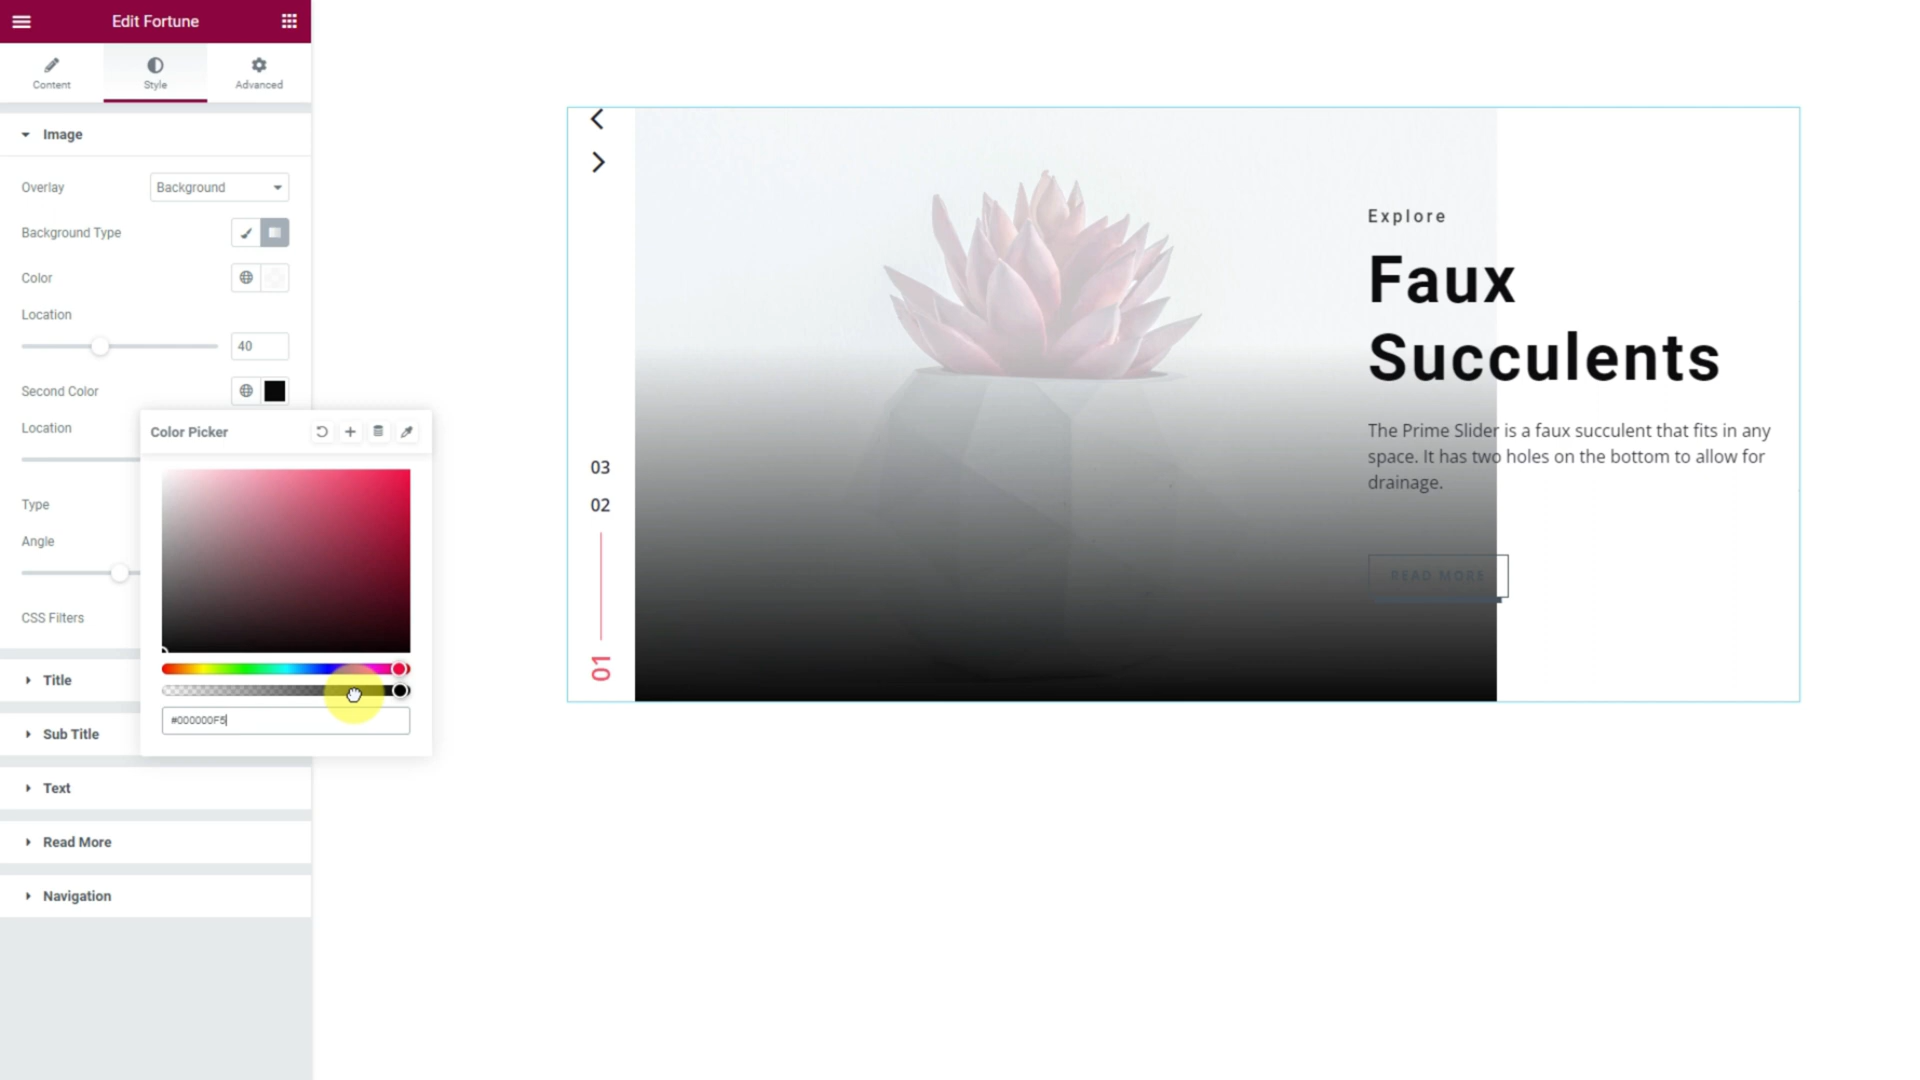 Edit Fortune
Content
Style
Advanced
Image
Overlay
Background
Background Type
Color
Location
40
Second Color
Location
Color Picker
Type
Angle
CSS Filters
#000000F5
Title
Sub Title
Text
Read More
Navigation
03
02
01
Explore
Faux
Succulents
The Prime Slider is a faux succulent that fits in any
space. It has two holes on the bottom to allow for
drainage.
READ MORE